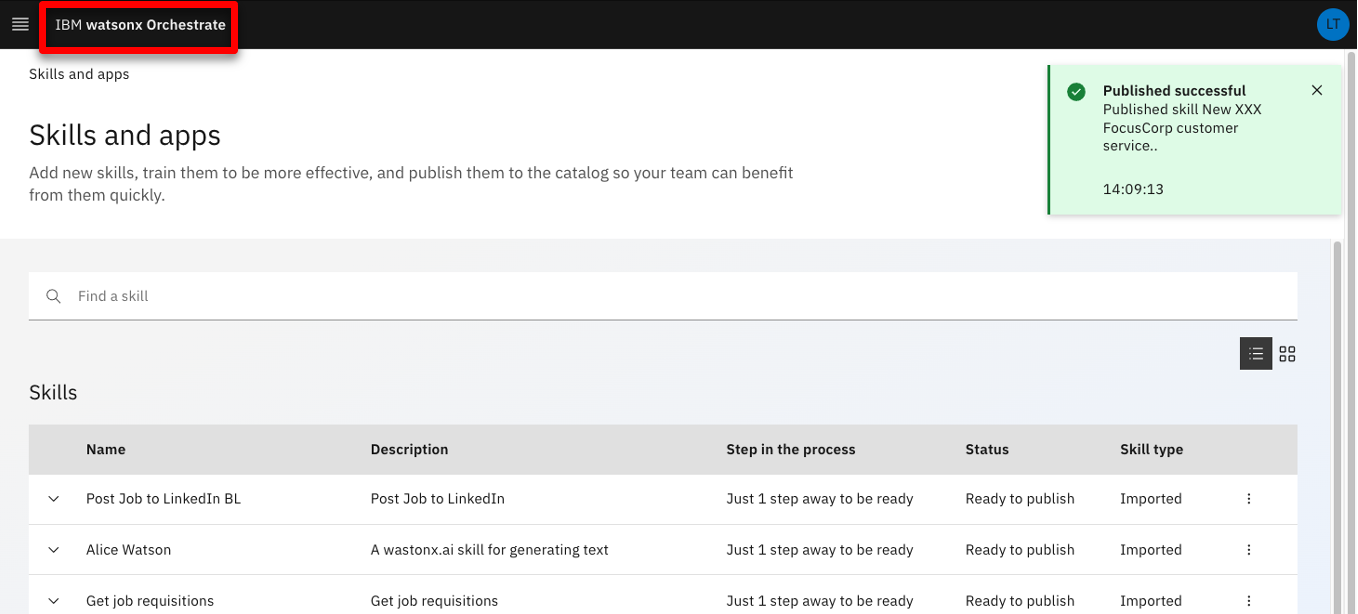 IBM watsonx Orchestrate
LT
Skills and apps
Published successful
Published skill New XXX
FocusCorp customer
service..
14:09:13
Skills and apps
Add new skills, train them to be more effective, and publish them to the catalog so your team can benefit
from them quickly.
Find a skill
Skills
Name Description Step in the process Status Skill type
Post Job to LinkedIn BL Post Job to LinkedIn Just 1 step away to be ready Ready to publish Imported
Alice Watson A wastonx.ai skill for generating text Just 1 step away to be ready Ready to publish Imported
Get job requisitions Get job requisitions Just 1 step away to be ready Ready to publish Imported